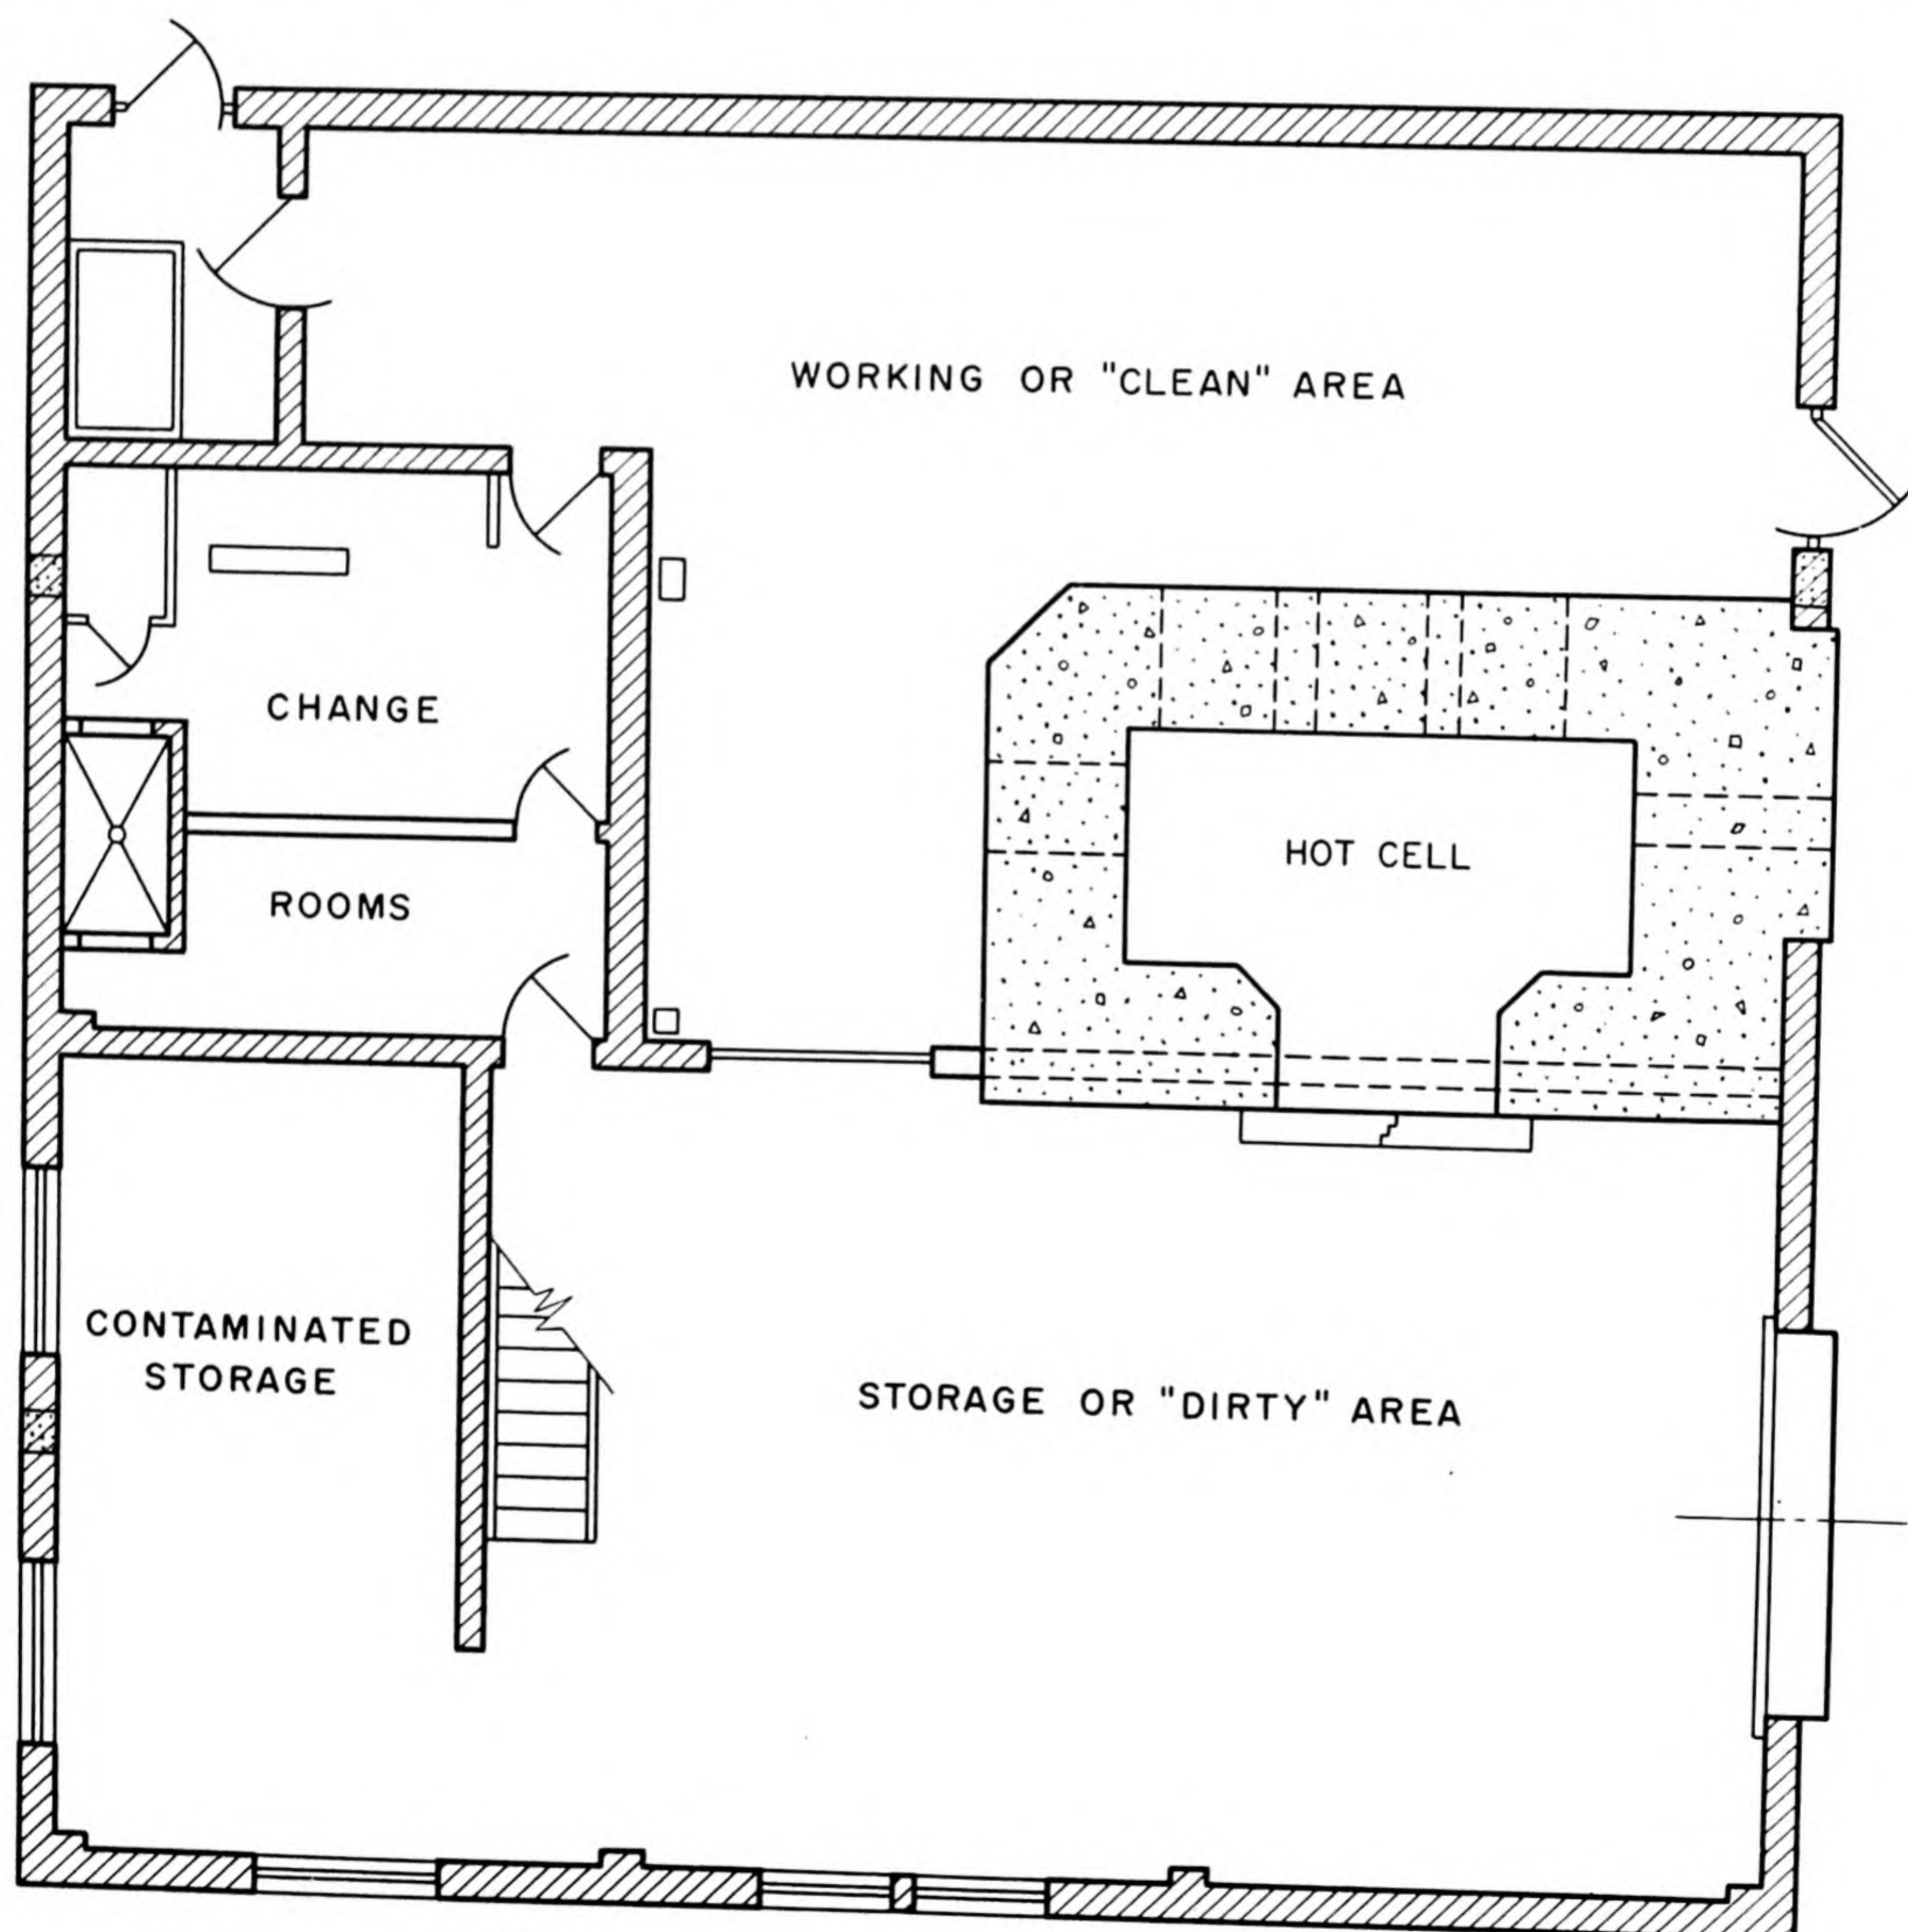 WORKING OR "CLEAN" AREA
CHANGE
HOT CELL
ROOMS
CONTAMINATED
STORAGE
STORAGE OR "DIRTY" AREA